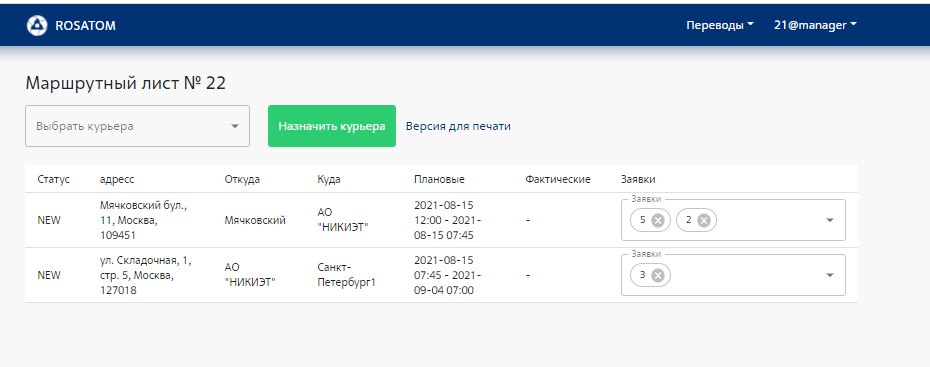 ROSATOM
Переводы
21@manager
Маршрутный лист № 22
Выбрать курьера
Назначить курьера
Версия для печати
Статус адресс Откуда Куда Плановые Фактические Заявки
NEW
Мячковский бул.,
11, Москва,
109451
Мячковский
АО
"НИКИЭТ"
2021-08-15
12:00 - 2021-
08-15 07:45
-
Заявки
5 2
NEW
ул. Складочная, 1,
стр. 5, Москва,
127018
АО
"НИКИЭТ"
Санкт-
Петербург1
2021-08-15
07:45 - 2021-
09-04 07:00
-
Заявки
3